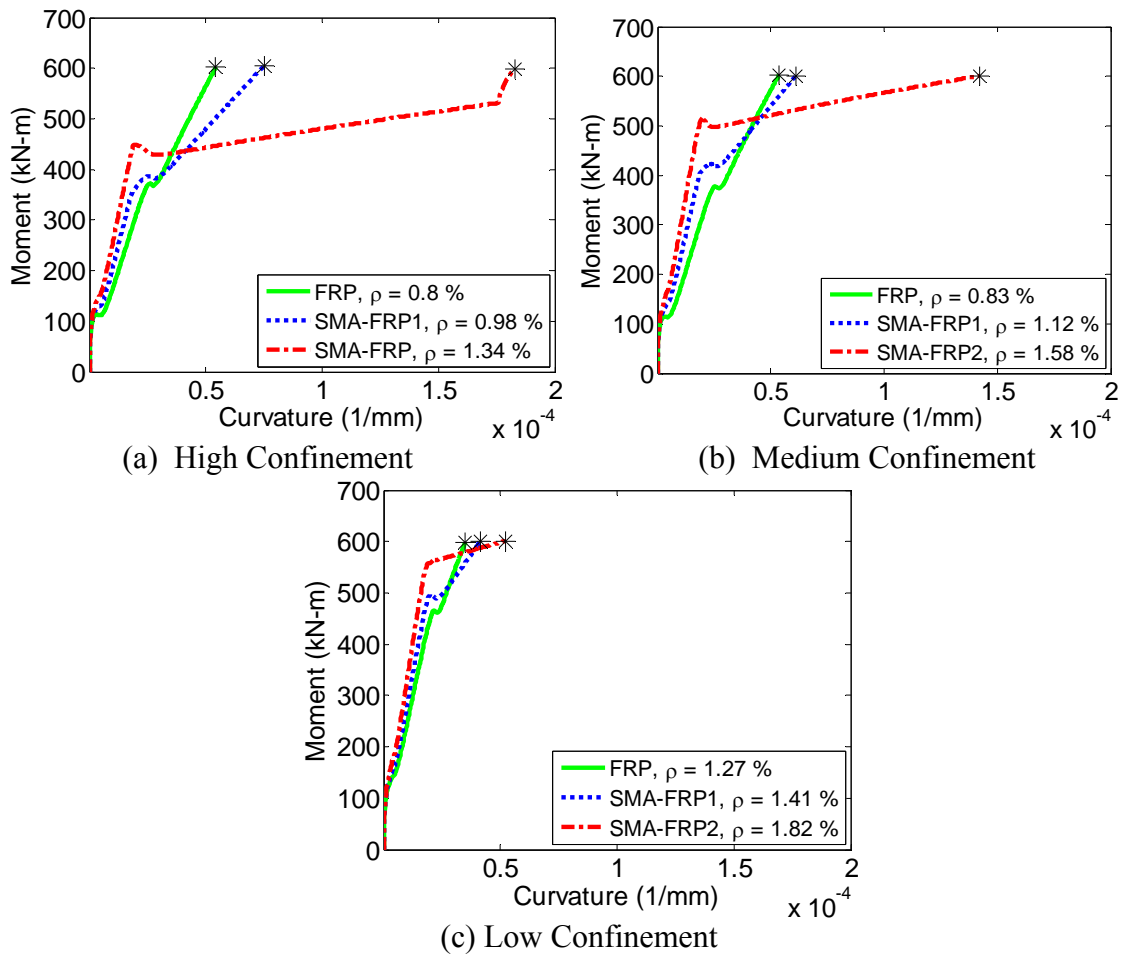 700
600
500
400
300
200
100
0
Moment (kN-m)
FRP, ρ = 0.8 %
SMA-FRP1, ρ = 0.98 %
SMA-FRP, ρ = 1.34 %
0.5
1
1.5
2
Curvature (1/mm)
x 10⁻⁴
(a) High Confinement
700
600
500
400
300
200
100
0
Moment (kN-m)
FRP, ρ = 0.83 %
SMA-FRP1, ρ = 1.12 %
SMA-FRP2, ρ = 1.58 %
0.5
1
1.5
2
Curvature (1/mm)
x 10⁻⁴
(b) Medium Confinement
700
600
500
400
300
200
100
0
Moment (kN-m)
FRP, ρ = 1.27 %
SMA-FRP1, ρ = 1.41 %
SMA-FRP2, ρ = 1.82 %
0.5
1
1.5
2
Curvature (1/mm)
x 10⁻⁴
(c) Low Confinement